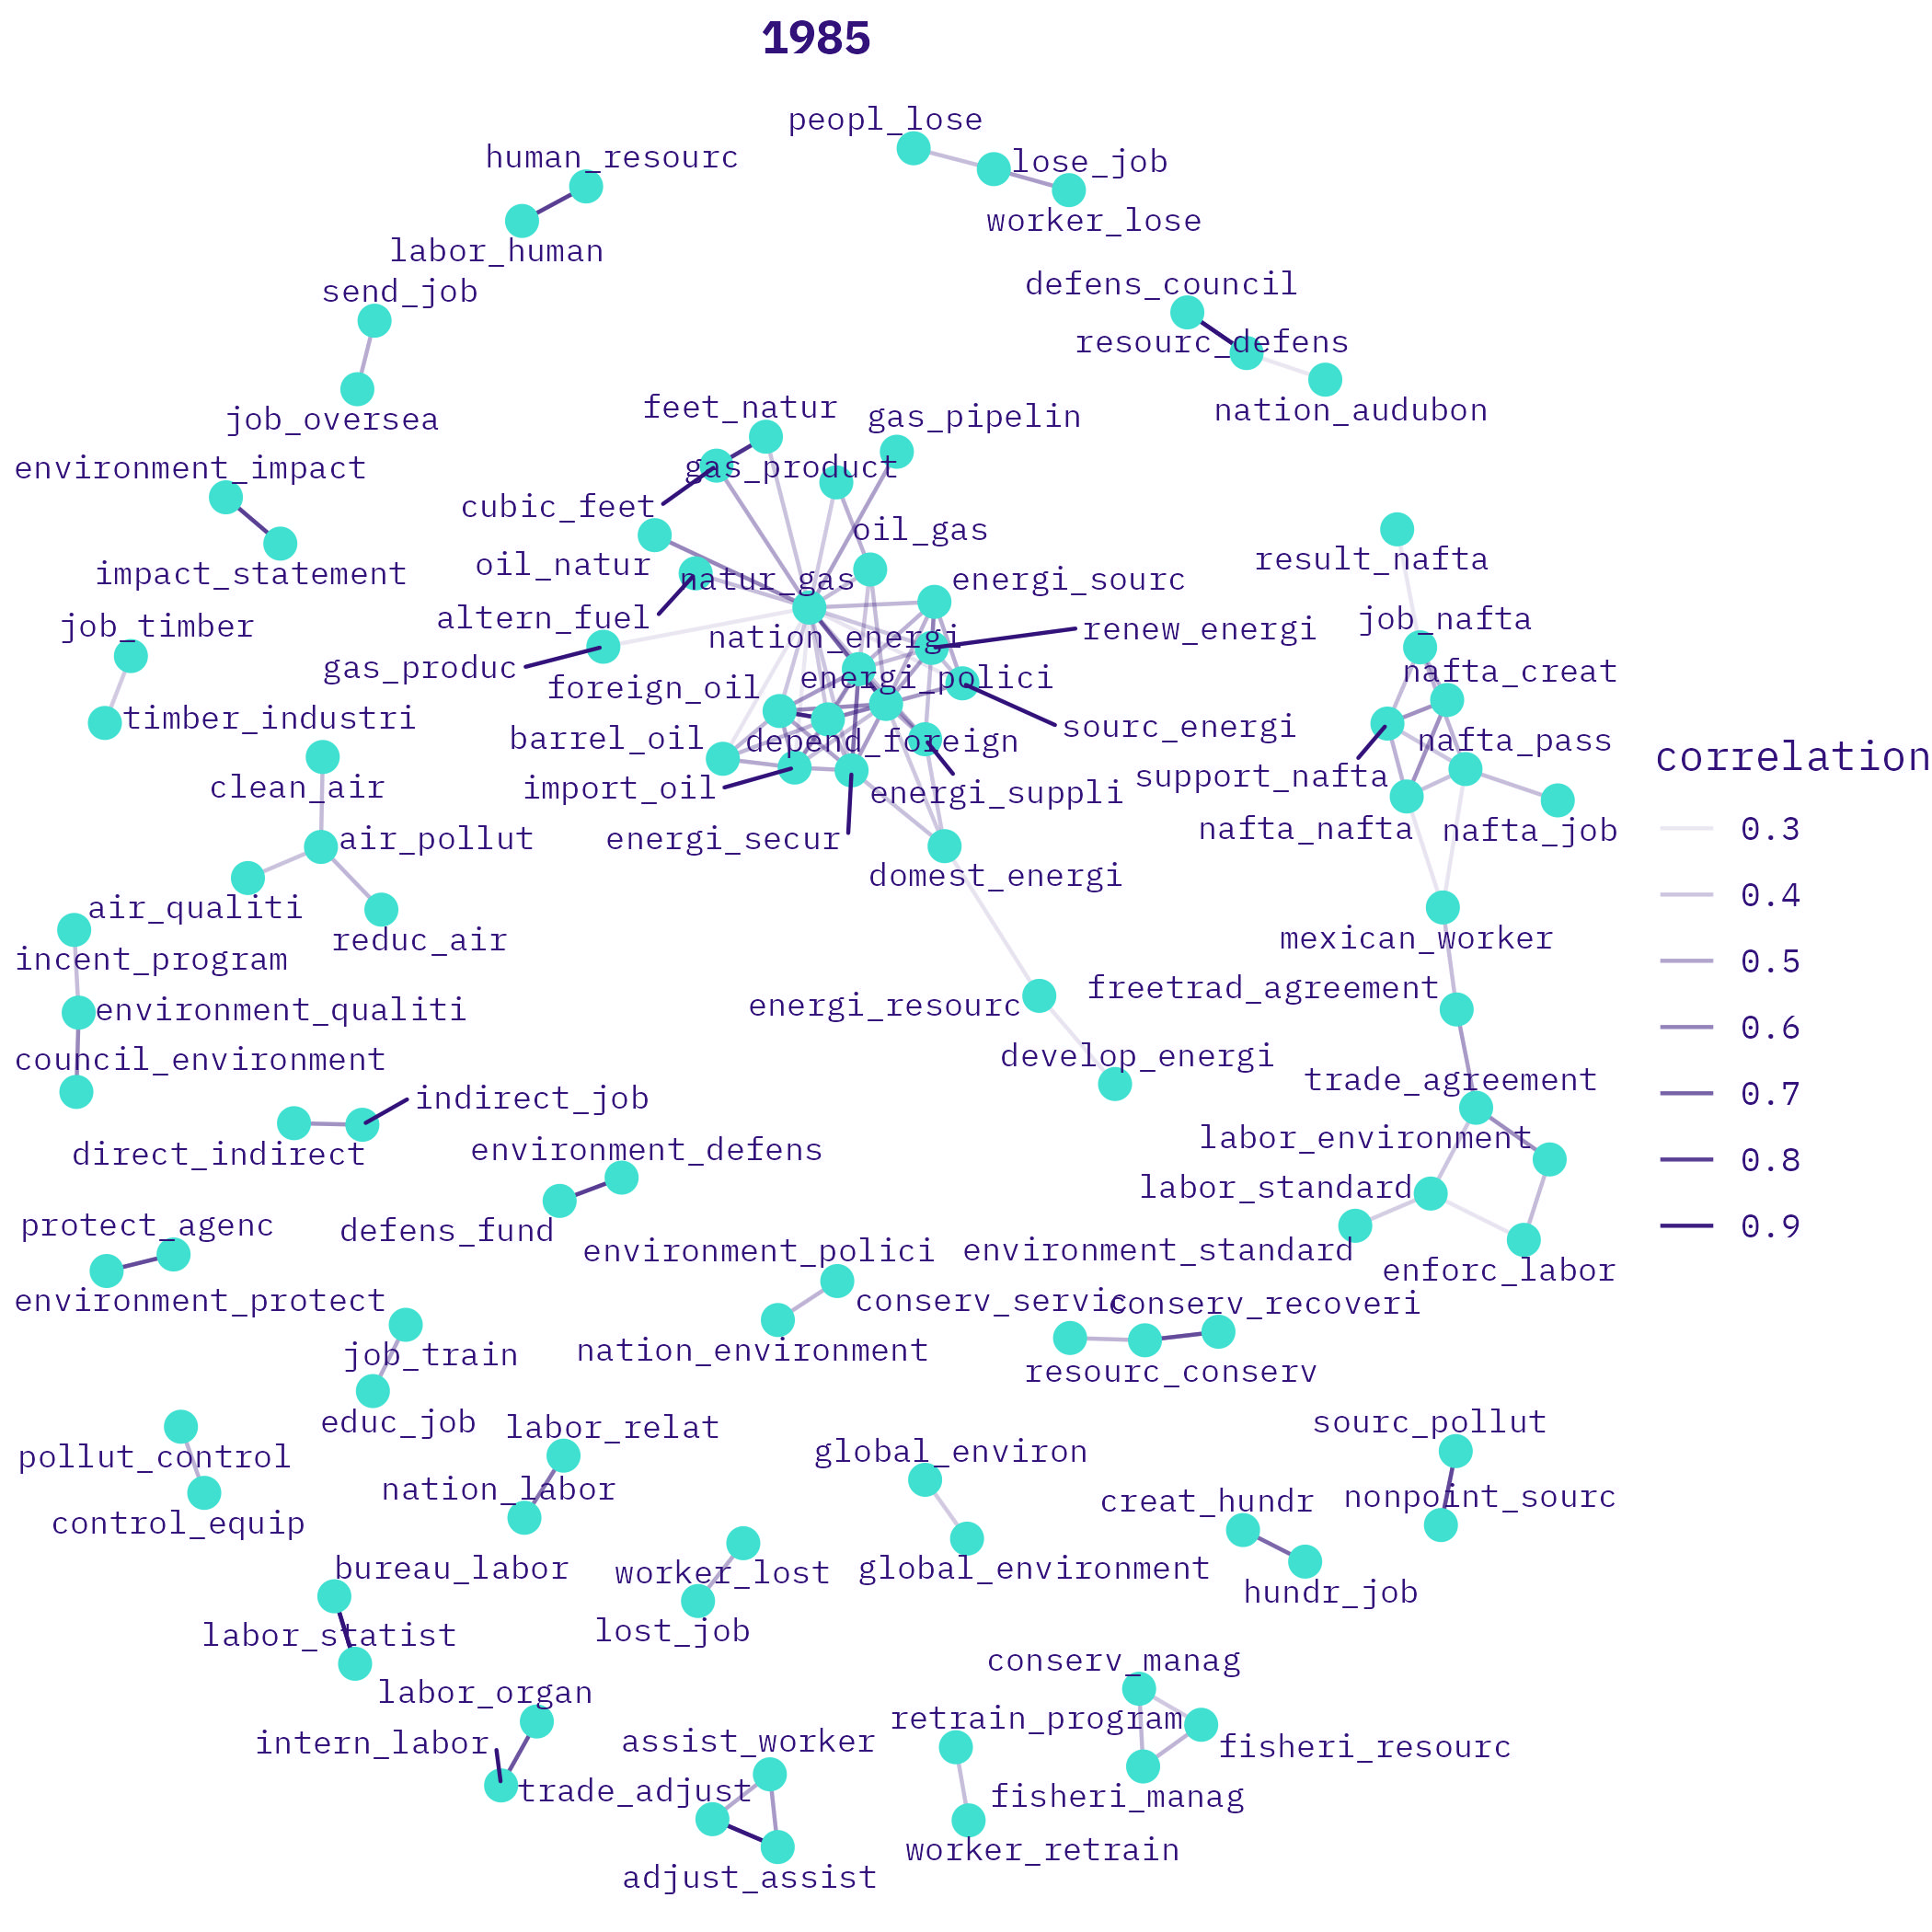 1985
peopl_lose
human_resourc
lose_job
worker_lose
labor_human
defens_council
send_job
resourc_defens
feet_natur
gas_pipelin
nation_audubon
job_oversea
environment_impact
gas_product
cubic_feet
oil_gas
result_nafta
oil_natur
impact_statement
natur_gas
energi_sourc
altern_fuel
job_nafta
job_timber
nation_energi
renew_energi
gas_produc
nafta_creat
foreign_oil
energi_polici
timber_industri
sourc_energi
barrel_oil
depend_foreign
nafta_pass
correlation
support_nafta
clean_air
import_oil
energi_suppli
0.3
nafta_nafta
nafta_job
air_pollut
energi_secur
domest_energi
0.4
air_qualiti
reduc_air
mexican_worker
incent_program
0.5
freetrad_agreement
energi_resourc
environment_qualiti
0.6
council_environment
develop_energi
trade_agreement
0.7
indirect_job
labor_environment
direct_indirect
environment_defens
0.8
labor_standard
protect_agenc
defens_fund
0.9
environment_polici
environment_standard
enforc_labor
environment_protect
conserv_servic
conserv_recoveri
job_train
nation_environment
resourc_conserv
educ_job
labor_relat
sourc_pollut
pollut_control
global_environ
nation_labor
creat_hundr
nonpoint_sourc
control_equip
bureau_labor
worker_lost
global_environment
hundr_job
labor_statist
lost_job
conserv_manag
labor_organ
retrain_program
intern_labor
assist_worker
fisheri_resourc
trade_adjust
fisheri_manag
worker_retrain
adjust_assist